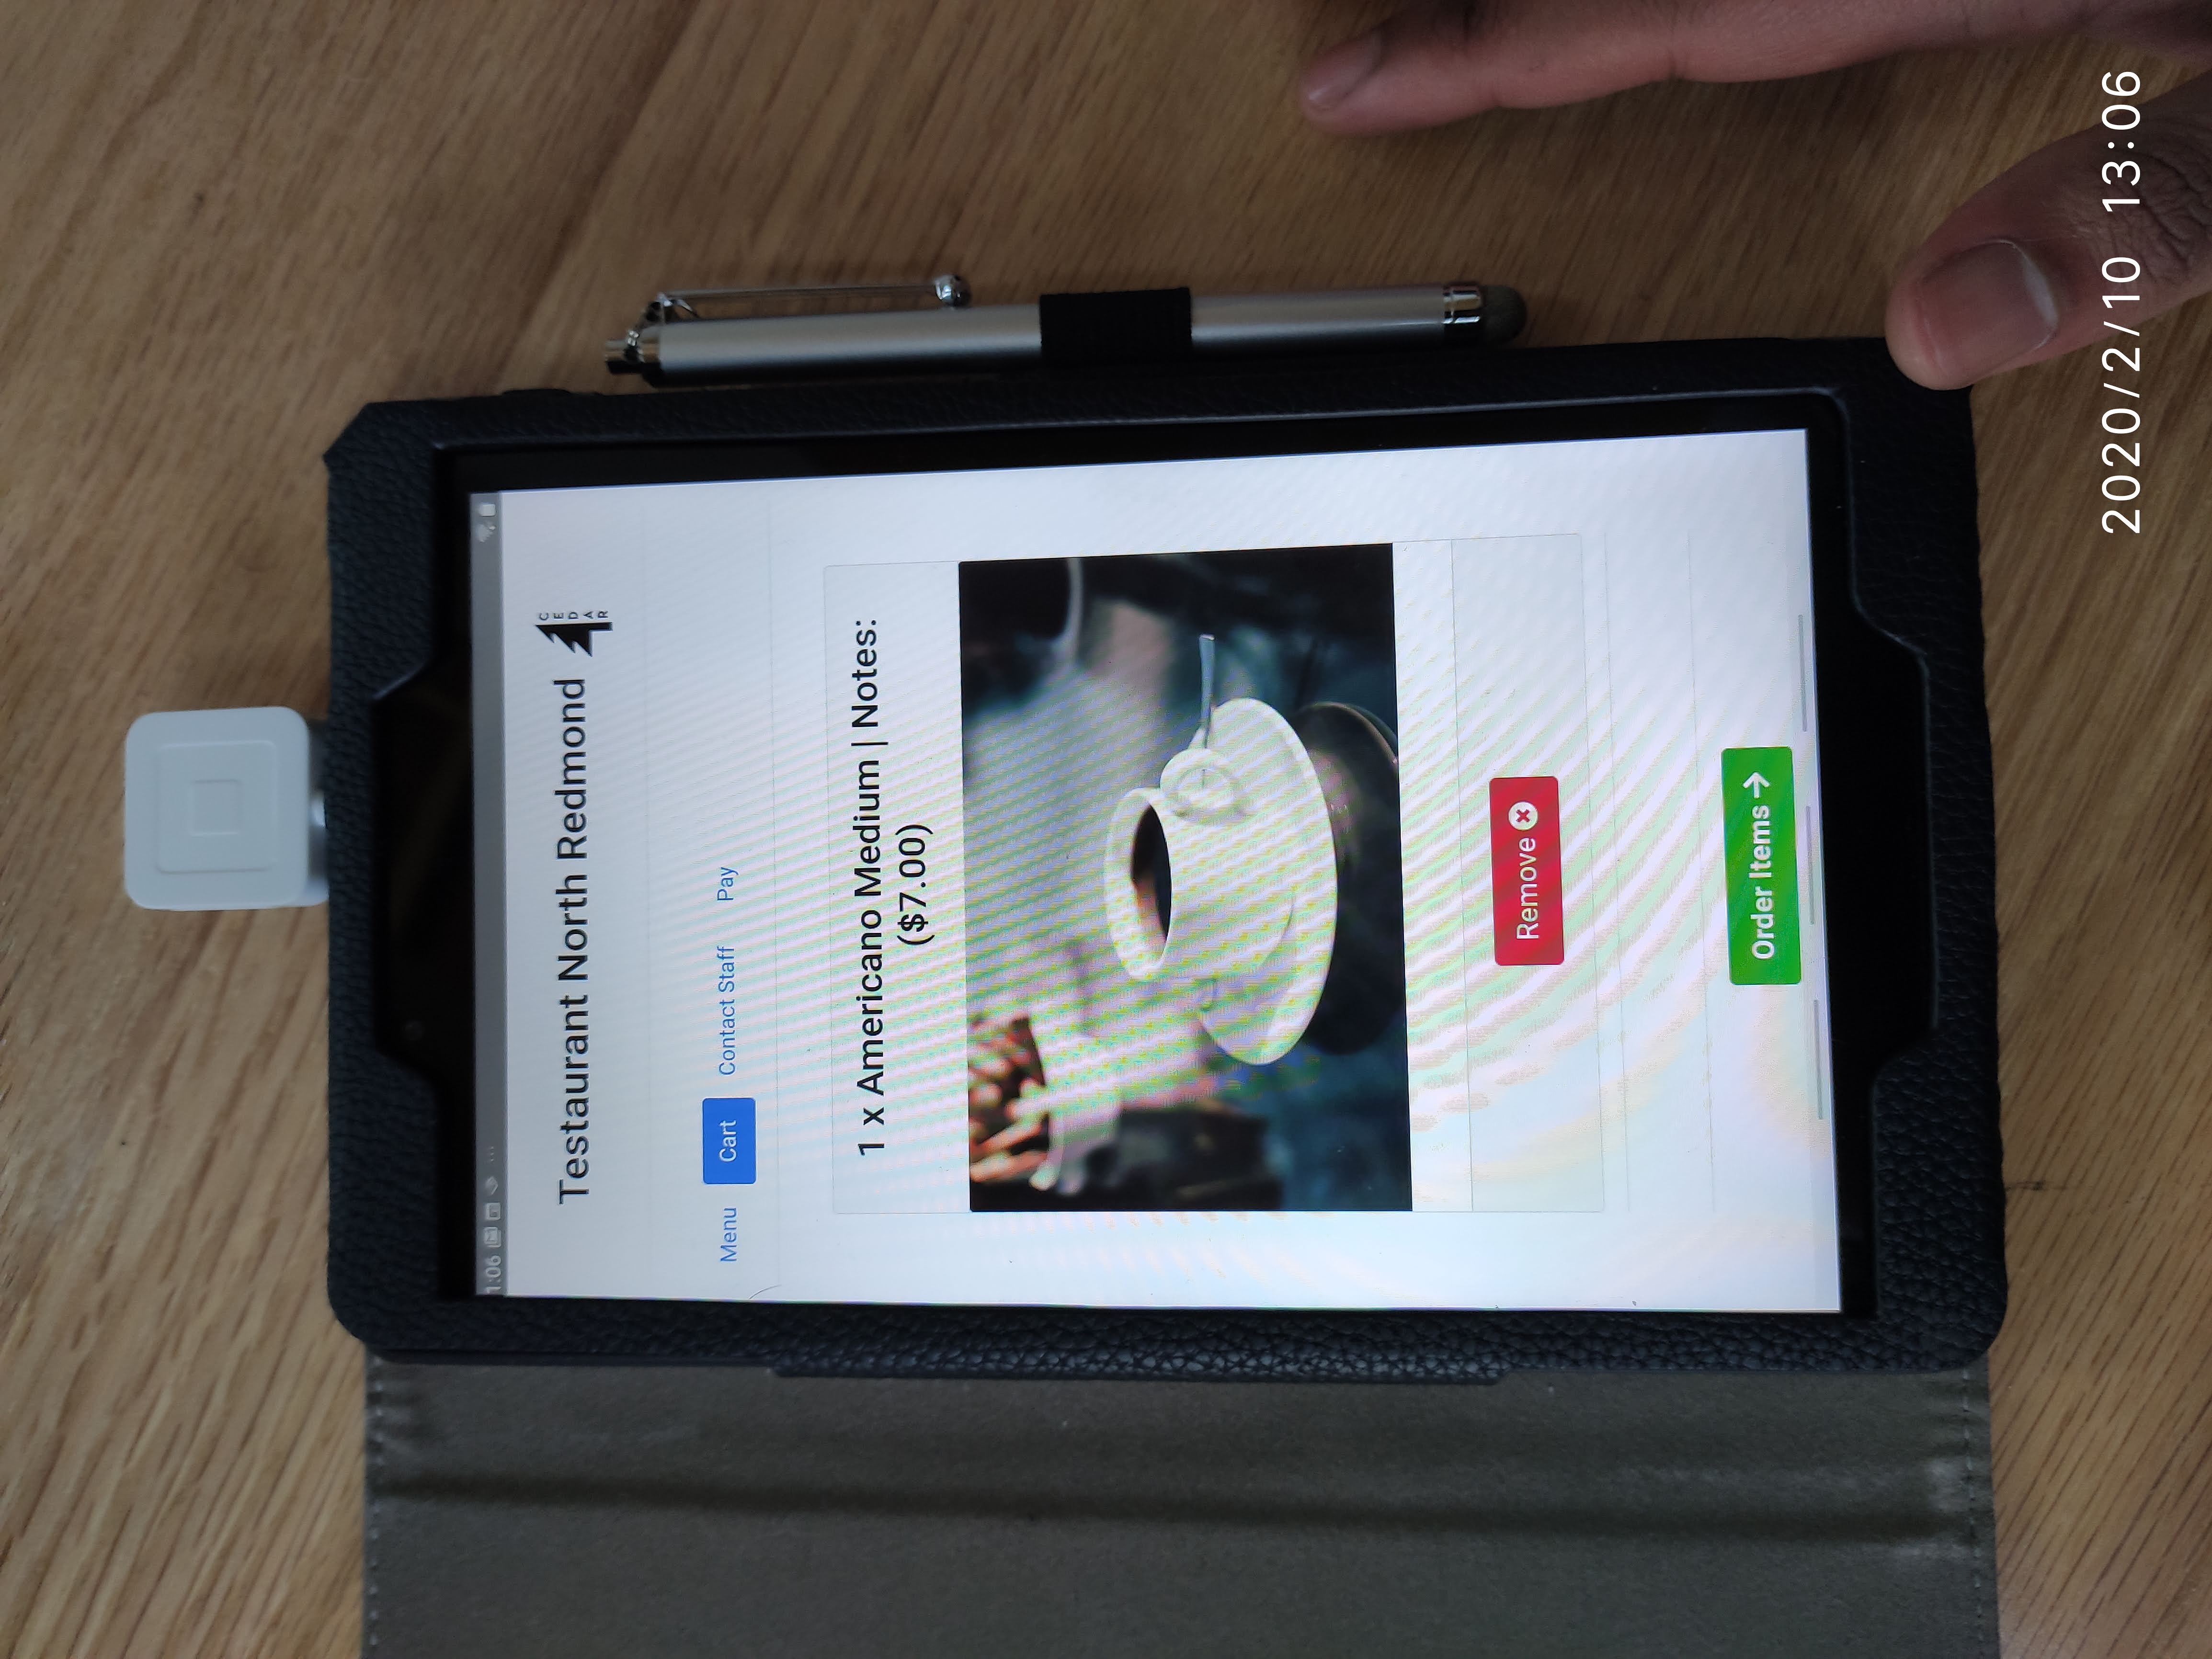 1:06
Testaurant North Redmond
CEDAR
Menu Cart Contact Staff Pay
1 x Americano Medium | Notes:
($7.00)
Remove
Order Items
2020/2/10 13:06